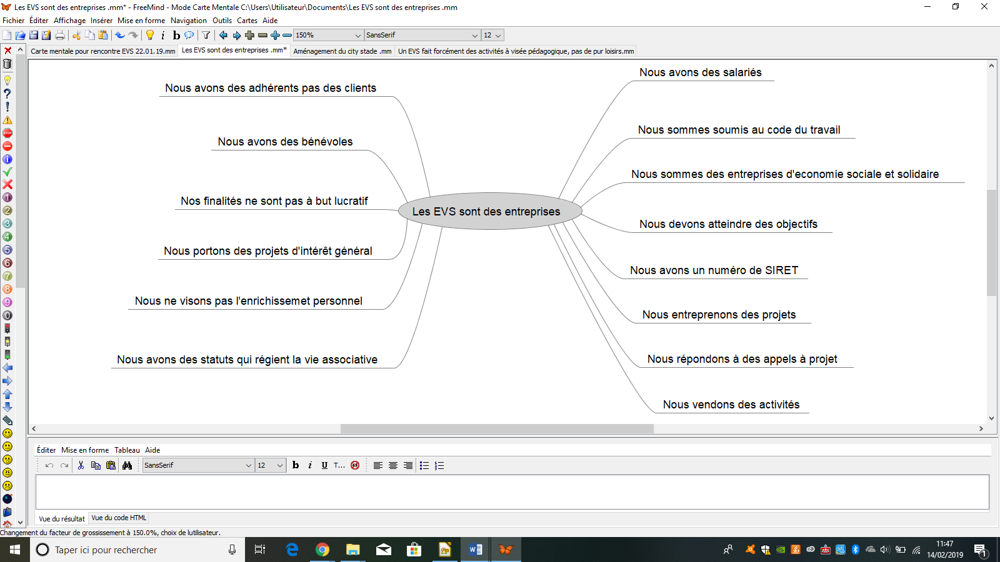 Les EVS sont des entreprises .mm* - FreeMind - Mode Carte Mentale C:\Users\Utilisateur\Documents\Les EVS sont des entreprises .mm
Fichier Éditer Affichage Insérer Mise en forme Navigation Outils Cartes Aide
150% SansSerif 12
Carte mentale pour rencontre EVS 22.01.19.mm Les EVS sont des entreprises .mm* Aménagement du city stade .mm Un EVS fait forcément des activités à visée pédagogique, pas de pur loisirs.mm
Nous avons des adhérents pas des clients
Nous avons des bénévoles
Nos finalités ne sont pas à but lucratif
Nous portons des projets d'intérêt général
Nous ne visons pas l'enrichissemet personnel
Nous avons des statuts qui régient la vie associative
Les EVS sont des entreprises
Nous avons des salariés
Nous sommes soumis au code du travail
Nous sommes des entreprises d'economie sociale et solidaire
Nous devons atteindre des objectifs
Nous avons un numéro de SIRET
Nous entreprenons des projets
Nous répondons à des appels à projet
Nous vendons des activités
Éditer Mise en forme Tableau Aide
SansSerif 12 b i U T...
Vue du résultat Vue du code HTML
Changement du facteur de grossissement à 150.0%, choix de lutilisateur.
Taper ici pour rechercher
11:47
14/02/2019
1